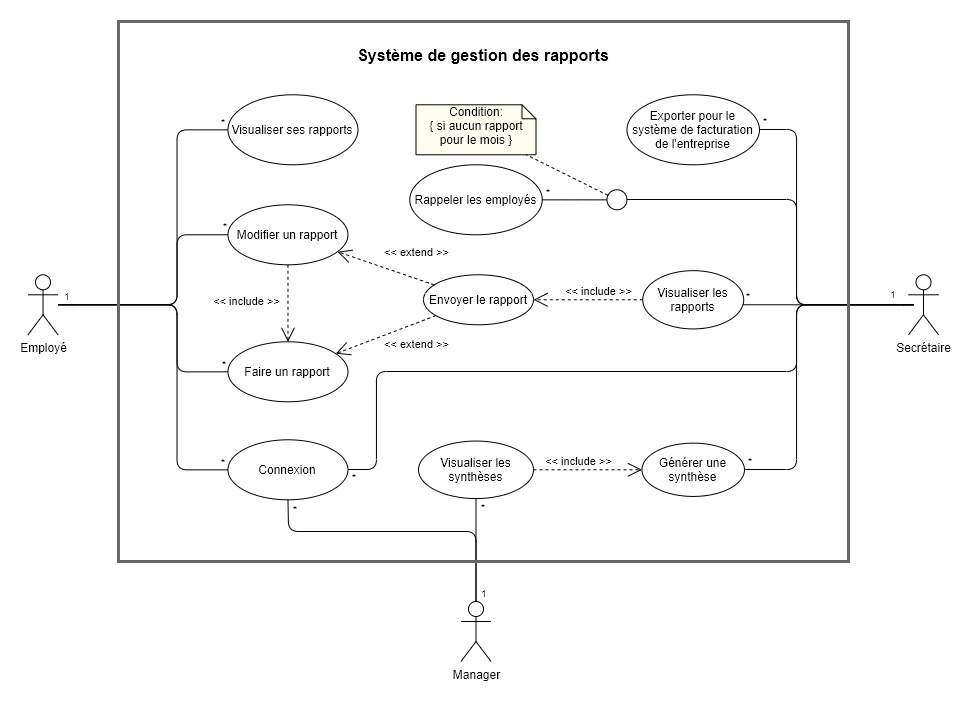 Système de gestion des rapports
*
Visualiser ses rapports
Condition:
{ si aucun rapport
pour le mois }
Exporter pour le
système de facturation
de l'entreprise
*
Rappeler les employés
*
*
Modifier un rapport
<< extend >>
<< include >>
Envoyer le rapport
<< include >>
Visualiser les
rapports
*
1
Employé
1
Secrétaire
<< extend >>
*
Faire un rapport
*
Connexion
*
*
Visualiser les
synthèses
*
<< include >>
Générer une
synthèse
*
1
Manager